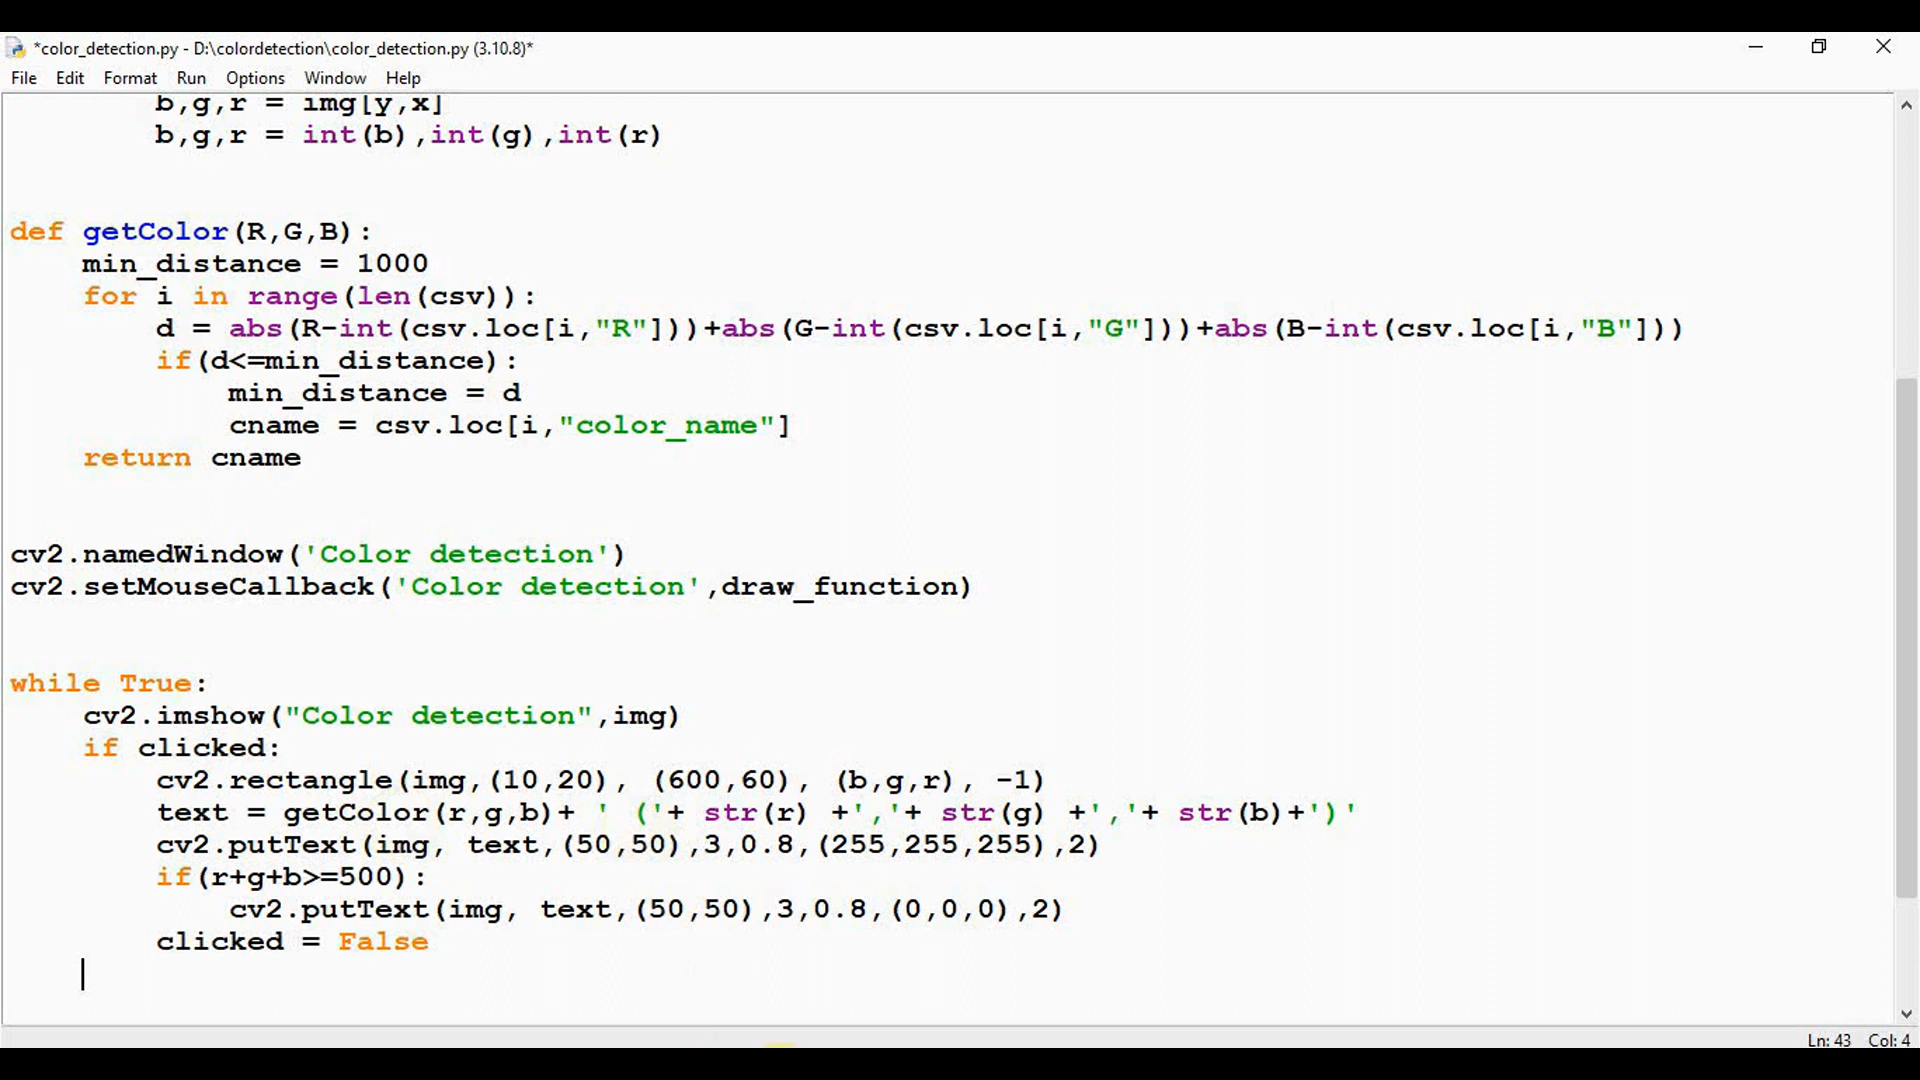 *color_detection.py - D:\colordetection\color_detection.py (3.10.8)*
File Edit Format Run Options Window Help
        b,g,r = img[y,x]
        b,g,r = int(b),int(g),int(r)
def getColor(R,G,B):
    min_distance = 1000
    for i in range(len(csv)):
        d = abs(R-int(csv.loc[i,"R"]))+abs(G-int(csv.loc[i,"G"]))+abs(B-int(csv.loc[i,"B"]))
        if(d<=min_distance):
            min_distance = d
            cname = csv.loc[i,"color_name"]
    return cname
cv2.namedWindow('Color detection')
cv2.setMouseCallback('Color detection',draw_function)
while True:
    cv2.imshow("Color detection",img)
    if clicked:
        cv2.rectangle(img,(10,20), (600,60), (b,g,r), -1)
        text = getColor(r,g,b)+ ' ('+ str(r) +','+ str(g) +','+ str(b)+')'
        cv2.putText(img, text,(50,50),3,0.8,(255,255,255),2)
        if(r+g+b>=500):
            cv2.putText(img, text,(50,50),3,0.8,(0,0,0),2)
        clicked = False
Ln: 43 Col: 4